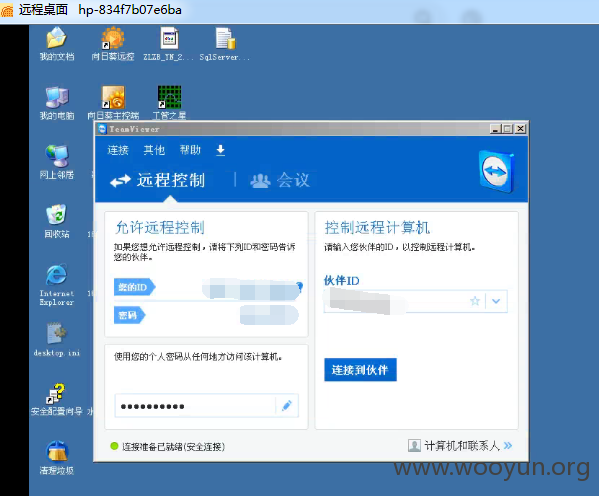 远程桌面 hp-834f7b07e6ba
我的文档
向日葵远控
ZLZB_YN_2...
SqlServer...
我的电脑
向日葵主控端
工管之星
网上邻居
回收站
Internet
Explorer
desktop.ini
安全配置向导
清理垃圾
TeamViewer
连接 其他 帮助
远程控制 会议
允许远程控制
如果您想允许远程控制,请将下列ID和密码告诉
您的伙伴。
您的ID
密码
使用您的个人密码从任何地方访问该计算机。
连接准备已就绪(安全连接)
控制远程计算机
请输入您伙伴的ID,以控制远程计算机。
伙伴ID
连接到伙伴
计算机和联系人
www.wooyun.org